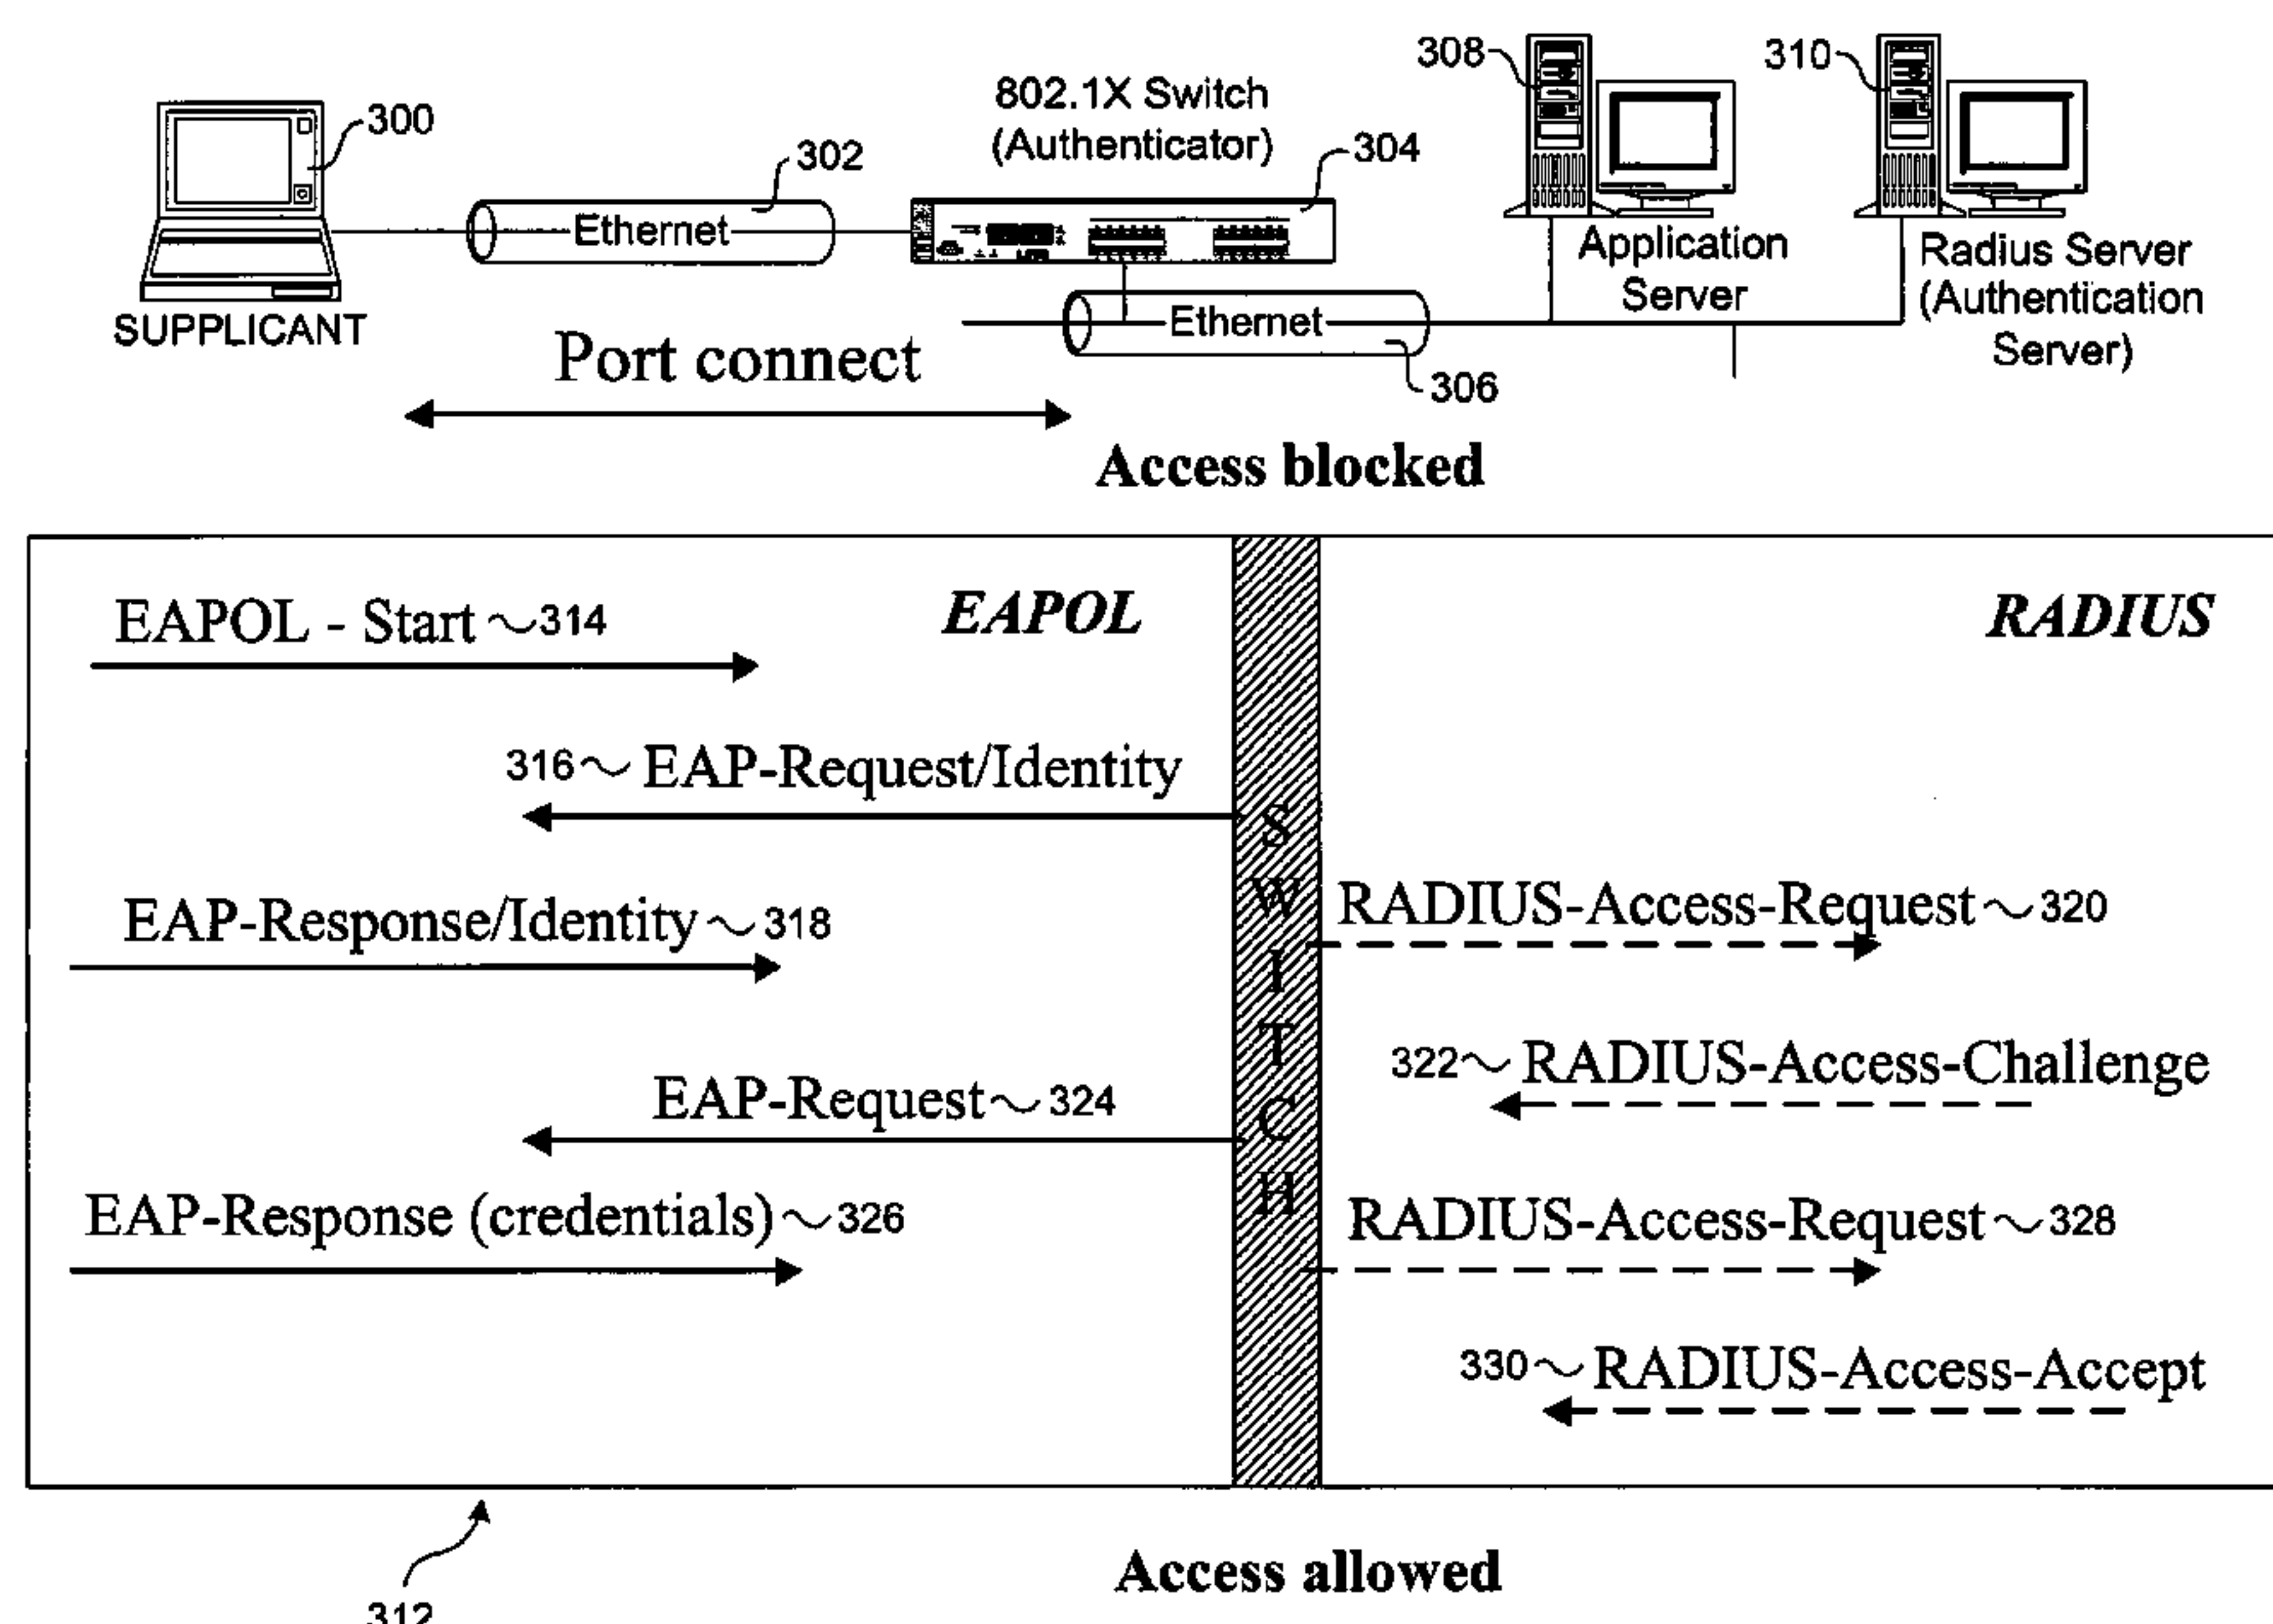 308
310
802.1X Switch
(Authenticator)
300
302
304
Ethernet
Application
Server
Radius Server
(Authentication
Server)
SUPPLICANT
Ethernet
Port connect
306
Access blocked
EAPOL - Start 314
EAPOL
RADIUS
316 EAP-Request/Identity
EAP-Response/Identity 318
RADIUS-Access-Request 320
322 RADIUS-Access-Challenge
EAP-Request 324
EAP-Response (credentials) 326
RADIUS-Access-Request 328
330 RADIUS-Access-Accept
SWITCH
312
Access allowed